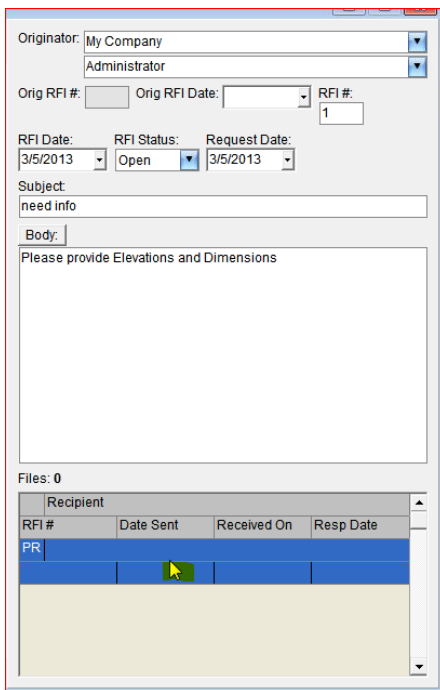 Originator: My Company
Administrator
Orig RFI #: Orig RFI Date: RFI #:
1
RFI Date: RFI Status: Request Date:
3/5/2013 Open 3/5/2013
Subject:
need info
Body:
Please provide Elevations and Dimensions
Files: 0
Recipient
RFI # Date Sent Received On Resp Date
PR